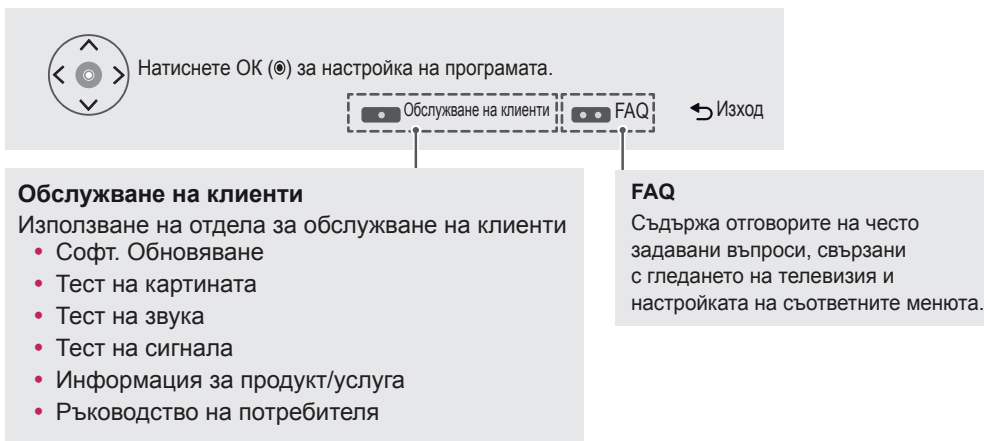 Натиснете ОК (◉) за настройка на програмата.
Обслужване на клиенти FAQ Изход
Обслужване на клиенти
Използване на отдела за обслужване на клиенти
• Софт. Обновяване
• Тест на картината
• Тест на звука
• Тест на сигнала
• Информация за продукт/услуга
• Ръководство на потребителя
FAQ
Съдържа отговорите на често
задавани въпроси, свързани
с гледането на телевизия и
настройката на съответните менюта.